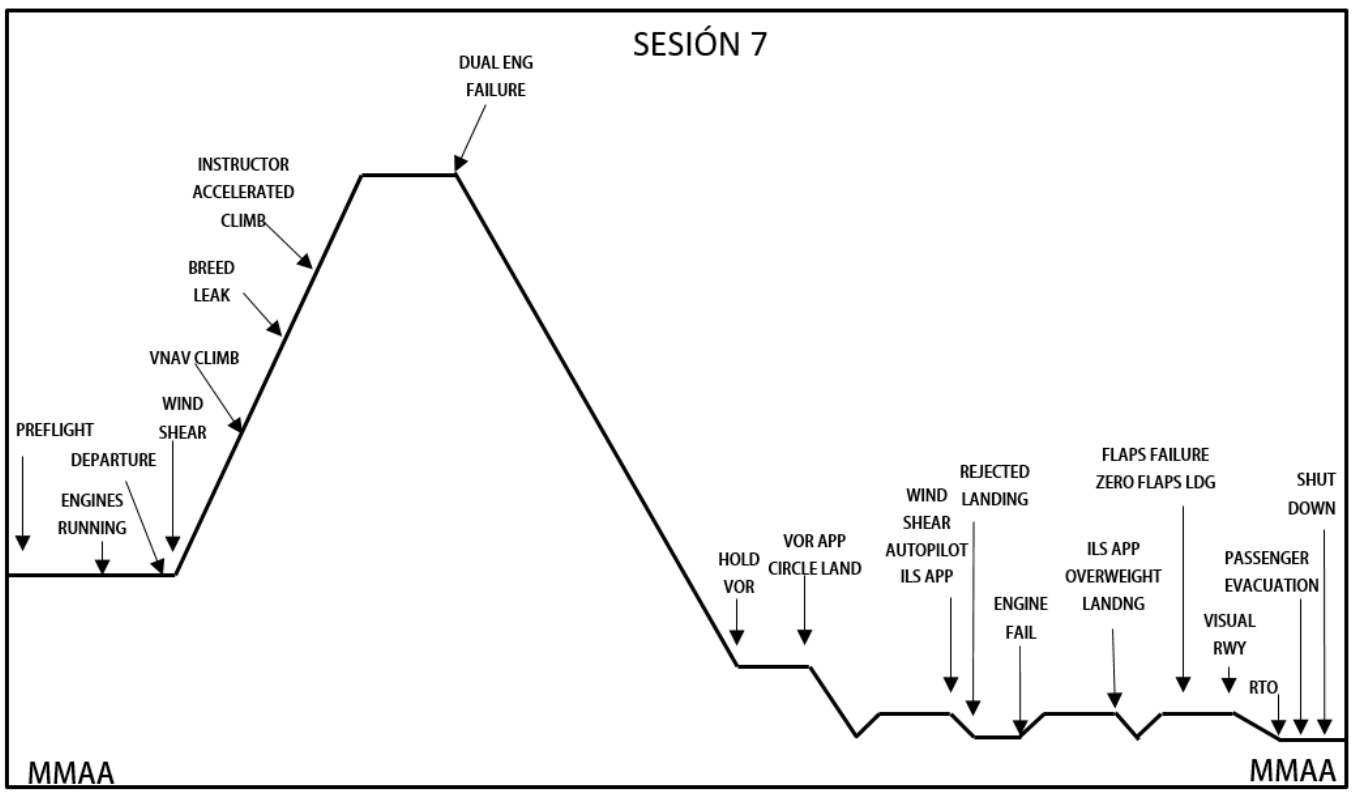 SESIÓN 7
DUAL ENG
FAILURE
INSTRUCTOR
ACCELERATED
CLIMB
BREED
LEAK
VNAV CLIMB
WIND
SHEAR
PREFLIGHT
DEPARTURE
ENGINES
RUNNING
HOLD
VOR
VOR APP
CIRCLE LAND
WIND
SHEAR
AUTOPILOT
ILS APP
REJECTED
LANDING
ENGINE
FAIL
ILS APP
OVERWEIGHT
LANDNG
FLAPS FAILURE
ZERO FLAPS LDG
VISUAL
RWY
RTO
PASSENGER
EVACUATION
SHUT
DOWN
MMAA
MMAA